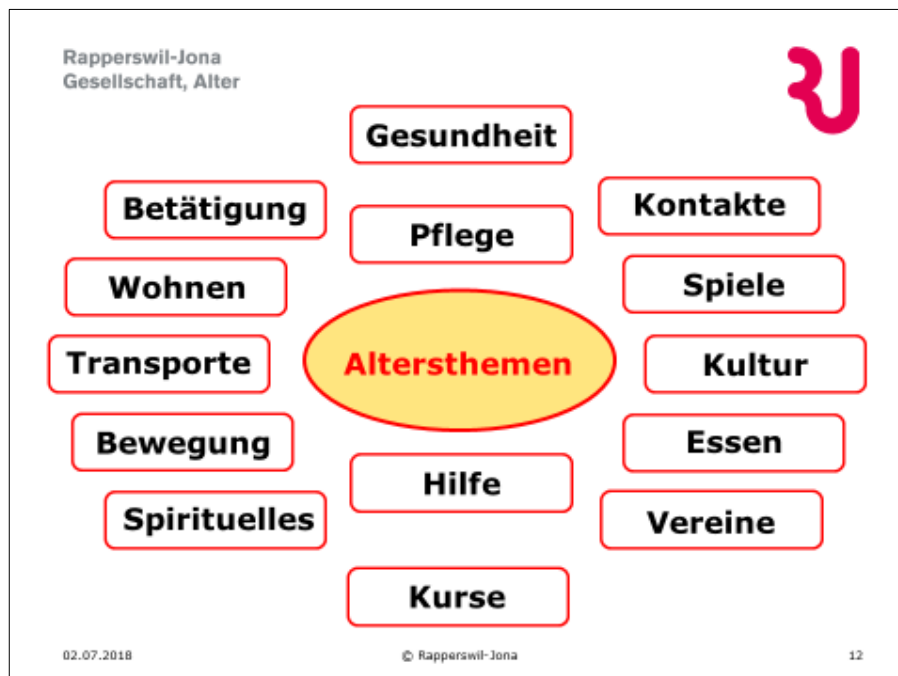 Rapperswil-Jona
Gesellschaft, Alter
RJ
Gesundheit
Betätigung
Kontakte
Pflege
Wohnen
Spiele
Transporte
Altersthemen
Kultur
Bewegung
Essen
Hilfe
Spirituelles
Vereine
Kurse
02.07.2018
© Rapperswil-Jona
12